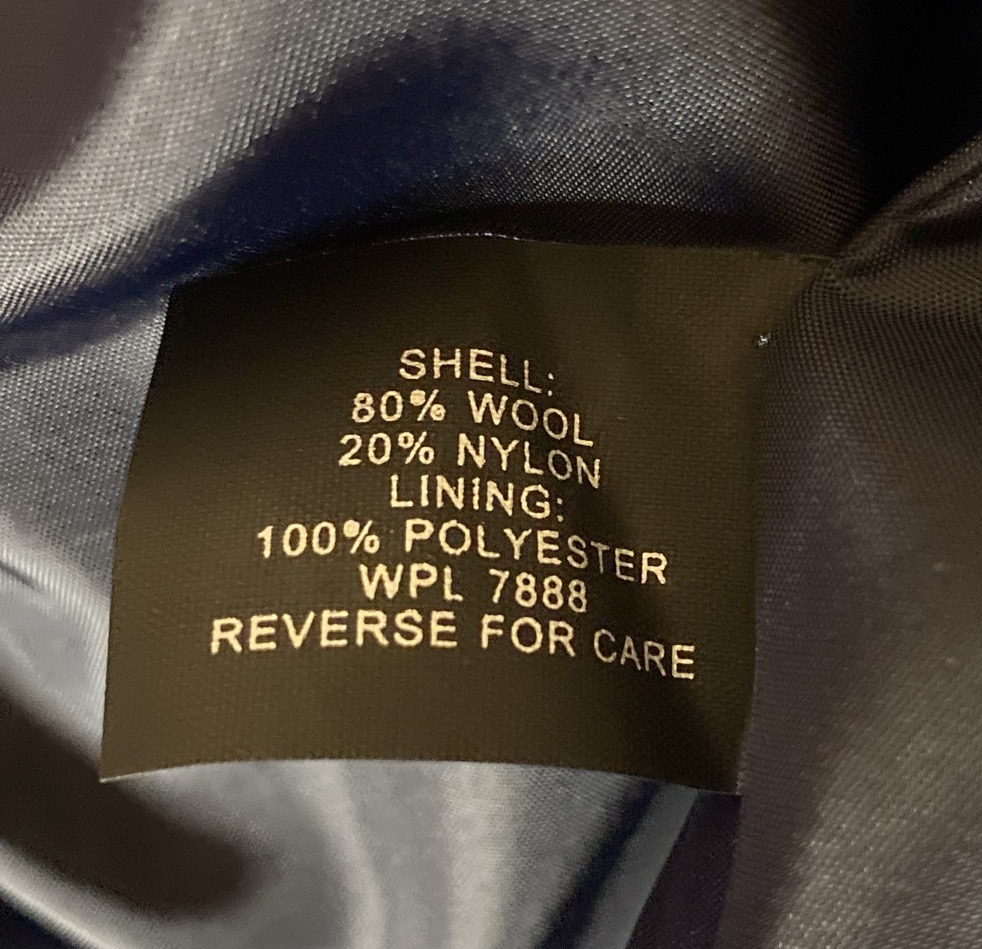 SHELL:
80% WOOL
20% NYLON
LINING:
100% POLYESTER
WPL 7888
REVERSE FOR CARE